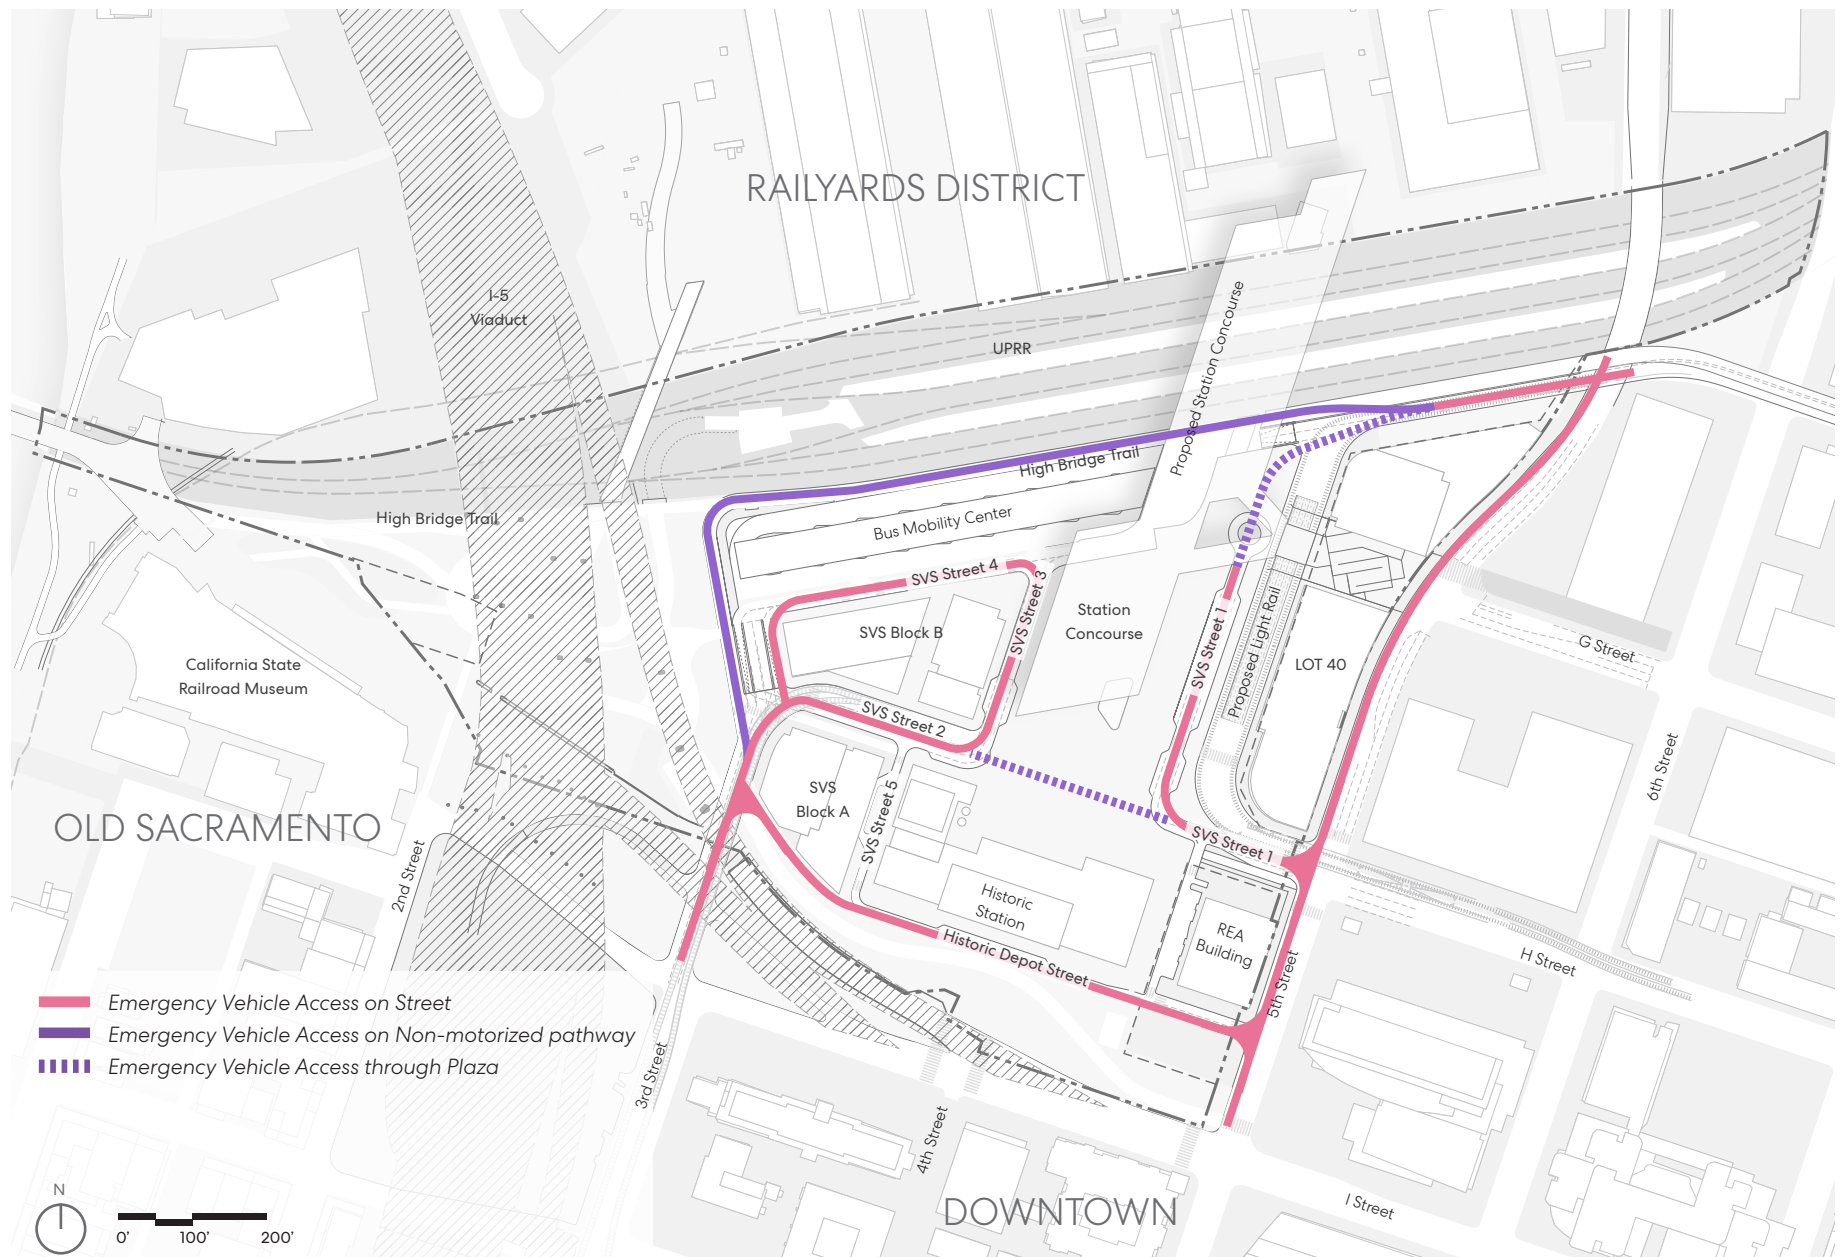 RAILYARDS DISTRICT
I-5
Viaduct
UPRR
Proposed Station Concourse
High Bridge Trail
High Bridge Trail
Bus Mobility Center
SVS Street 4
SVS Street 3
Station
Concourse
SVS Block B
SVS Street 1
Proposed Light Rail
LOT 40
G Street
California State
Railroad Museum
SVS Street 2
6th Street
SVS
Block A
SVS Street 5
OLD SACRAMENTO
2nd Street
SVS Street 1
Historic
Station
REA
Building
Historic Depot Street
H Street
5th Street
Emergency Vehicle Access on Street
Emergency Vehicle Access on Non-motorized pathway
Emergency Vehicle Access through Plaza
3rd Street
4th Street
DOWNTOWN
I Street
N
0' 100' 200'